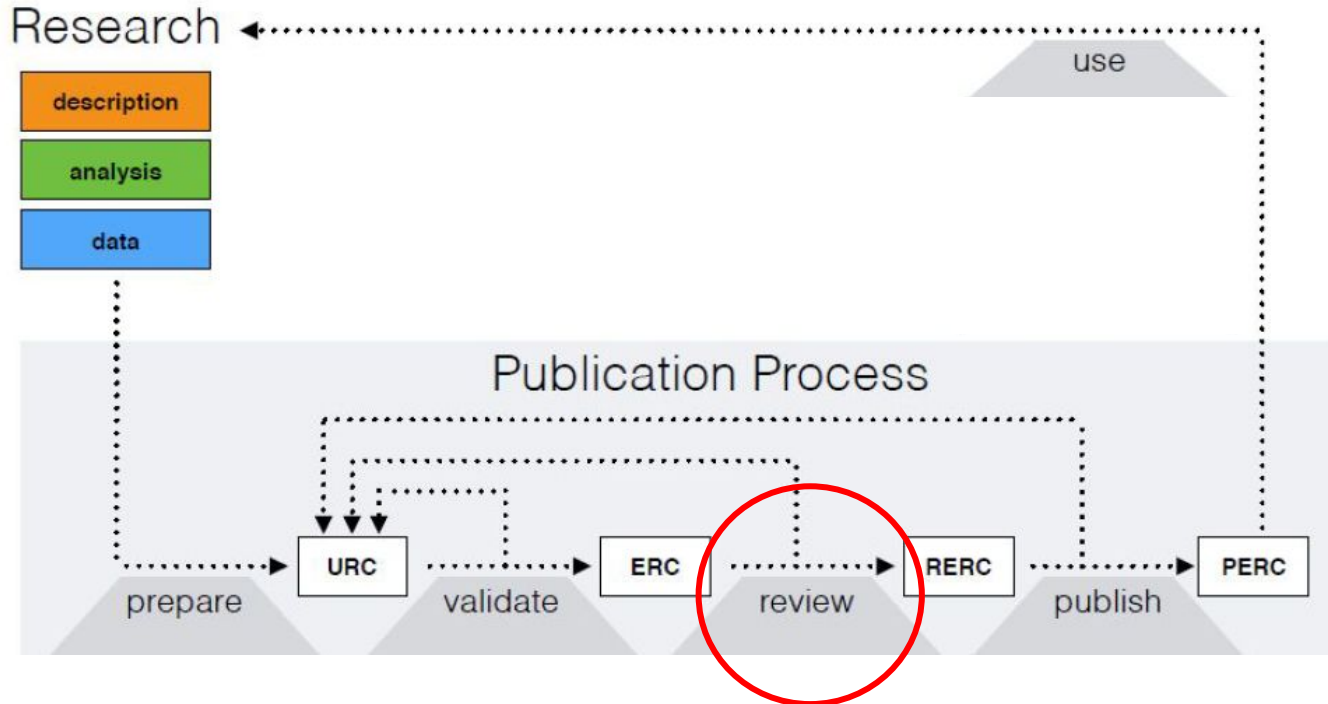 Research
use
description
analysis
data
Publication Process
URC
ERC
RERC
PERC
prepare
validate
review
publish